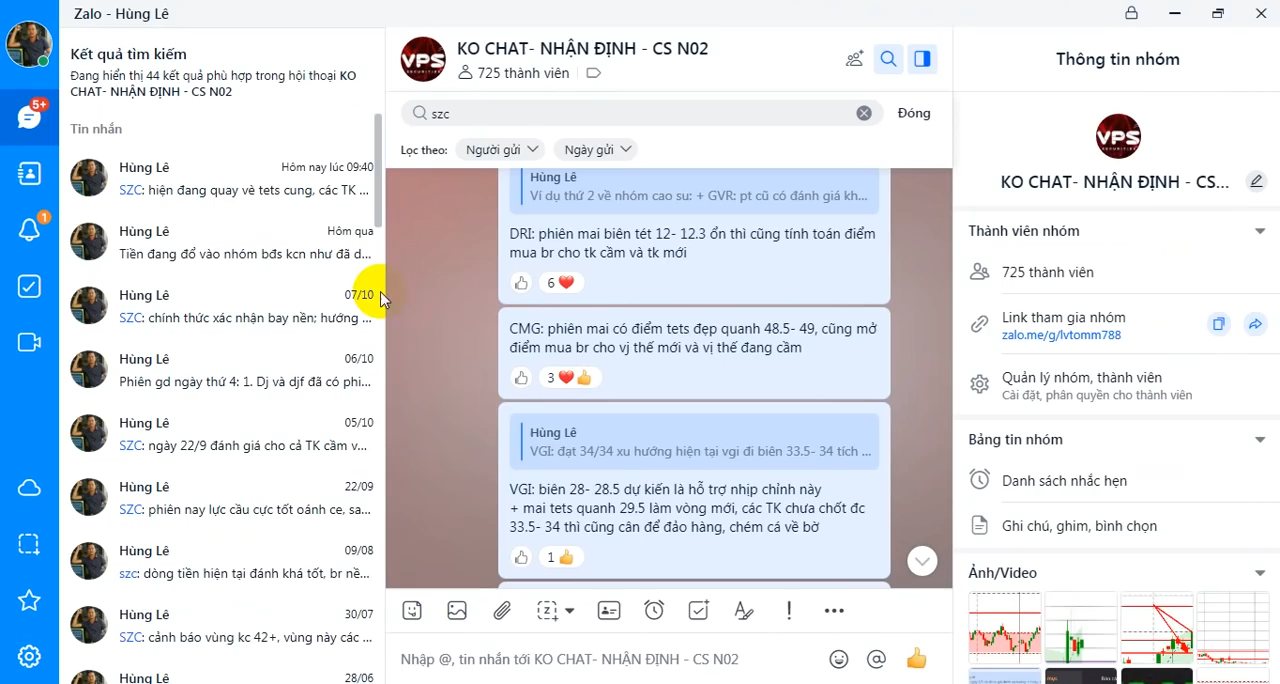 Zalo - Hùng Lê
5+
1
Kết quả tìm kiếm
Đang hiển thị 44 kết quả phù hợp trong hội thoại KO
CHAT- NHẬN ĐỊNH - CS N02
Tin nhắn
Hùng Lê
Hôm nay lúc 09:40
SZC: hiện đang quay vè tets cung, các TK ...
Hùng Lê
Hôm qua
Tiền đang đổ vào nhóm bđs kcn như đã d...
Hùng Lê
07/10
SZC: chính thức xác nhận bay nền; hướng ...
Hùng Lê
06/10
Phiên gd ngày thứ 4: 1. Dj và djf đã có phi...
Hùng Lê
05/10
SZC: ngày 22/9 đánh giá cho cả TK cầm v...
Hùng Lê
22/09
SZC: phiên nay lực cầu cực tốt oánh ce, sa...
Hùng Lê
09/08
szc: dòng tiền hiện tại đánh khá tốt, br nề...
Hùng Lê
30/07
SZC: cảnh báo vùng kc 42+, vùng này các ...
Hùng Lê
28/06
VPS
SECURITIES
KO CHAT- NHẬN ĐỊNH - CS N02
725 thành viên
szc
Đóng
Lọc theo:
Người gửi
Ngày gửi
Hùng Lê
Ví dụ thứ 2 về nhóm cao su: + GVR: pt cũ có đánh giá kh...
DRI: phiên mai biên tét 12- 12.3 ổn thì cũng tính toán điểm
mua br cho tk cầm và tk mới
6
CMG: phiên mai có điểm tets đẹp quanh 48.5- 49, cũng mở
điểm mua br cho vj thế mới và vị thế đang cầm
3
Hùng Lê
VGI: đạt 34/34 xu hướng hiện tại vgi đi biên 33.5- 34 tích ...
VGI: biên 28- 28.5 dự kiến là hỗ trợ nhịp chỉnh này
+ mai tets quanh 29.5 làm vòng mới, các TK chưa chốt đc
33.5- 34 thì cũng cân để đảo hàng, chém cá về bờ
1
Nhập @, tin nhắn tới KO CHAT- NHẬN ĐỊNH - CS N02
Thông tin nhóm
VPS
SECURITIES
KO CHAT- NHẬN ĐỊNH - CS...
Thành viên nhóm
725 thành viên
Link tham gia nhóm
zalo.me/g/lvtomm788
Quản lý nhóm, thành viên
Cài đặt, phân quyền cho thành viên
Bảng tin nhóm
Danh sách nhắc hẹn
Ghi chú, ghim, bình chọn
Ảnh/Video